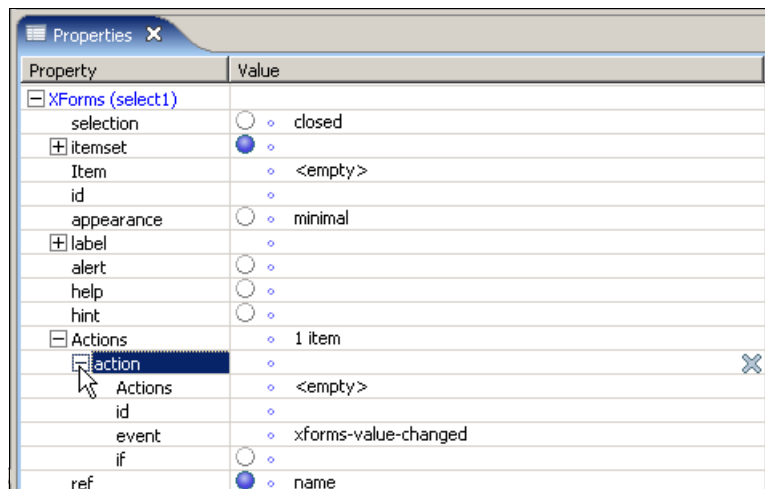 Properties
Property Value
XForms (select1)
selection closed
itemset
Item <empty>
id
appearance minimal
label
alert
help
hint
Actions 1 item
action
Actions <empty>
id
event xforms-value-changed
if
ref name